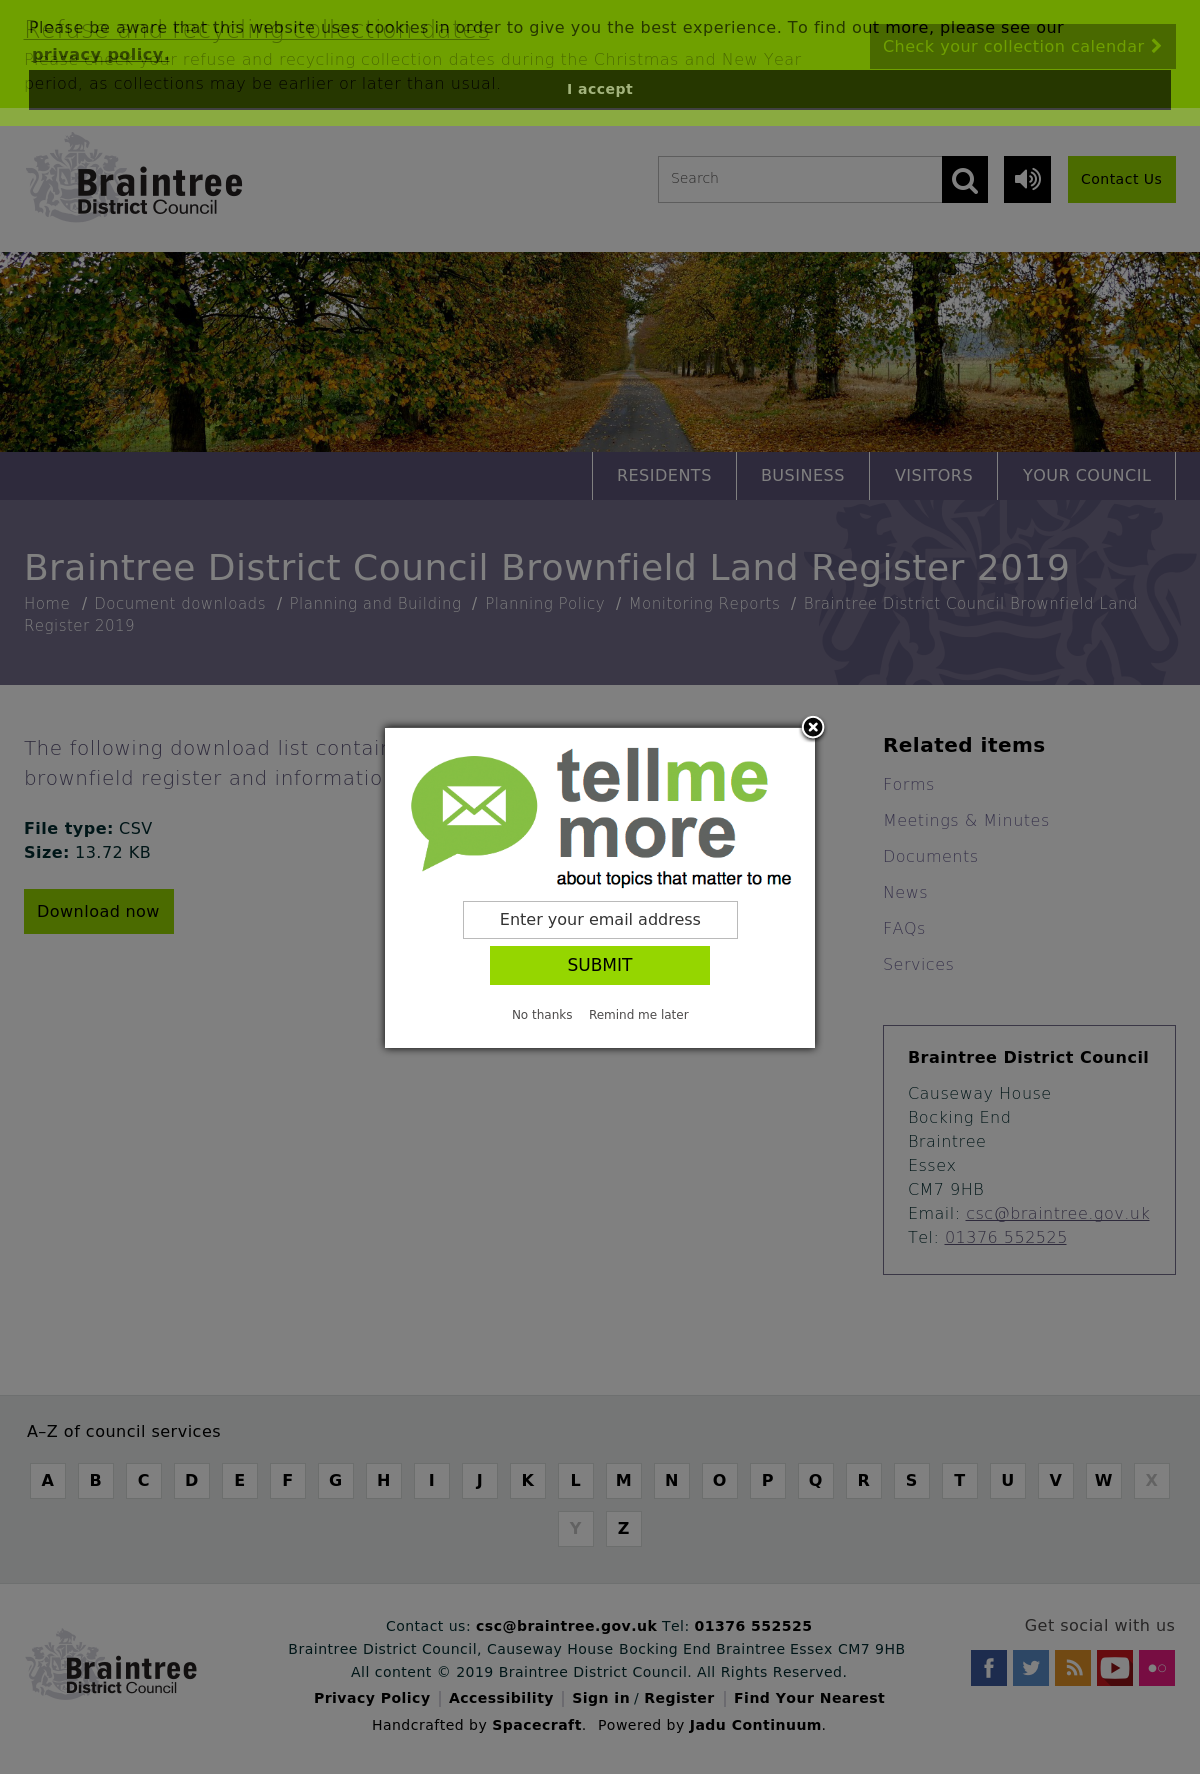 Please be aware that this website uses cookies in order to give you the best experience. To find out more, please see our
privacy policy.
Refuse and recycling collection dates
Please check your refuse and recycling collection dates during the Christmas and New Year
period, as collections may be earlier or later than usual.
Check your collection calendar
I accept
Braintree
District Council
Search
Contact Us
RESIDENTS
BUSINESS
VISITORS
YOUR COUNCIL
Braintree District Council Brownfield Land Register 2019
Home / Document downloads / Planning and Building / Planning Policy / Monitoring Reports / Braintree District Council Brownfield Land
Register 2019
The following download list contai
brownfield register and informatio
File type: CSV
Size: 13.72 KB
Download now
tellme
more
about topics that matter to me
Enter your email address
SUBMIT
No thanks Remind me later
Related items
Forms
Meetings & Minutes
Documents
News
FAQs
Services
Braintree District Council
Causeway House
Bocking End
Braintree
Essex
CM7 9HB
Email: csc@braintree.gov.uk
Tel: 01376 552525
A–Z of council services
A B C D E F G H I J K L M N O P Q R S T U V W X
Y Z
Braintree
District Council
Contact us: csc@braintree.gov.uk Tel: 01376 552525
Braintree District Council, Causeway House Bocking End Braintree Essex CM7 9HB
All content © 2019 Braintree District Council. All Rights Reserved.
Privacy Policy | Accessibility | Sign in / Register | Find Your Nearest
Handcrafted by Spacecraft. Powered by Jadu Continuum.
Get social with us